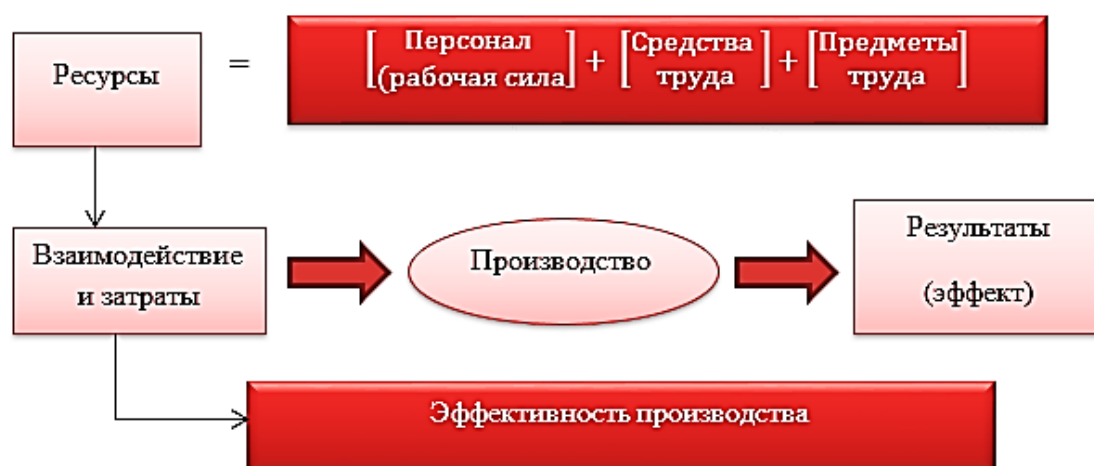 Ресурсы
=
[Персонал (рабочая сила] + [Средства труда] + [Предметы труда]
Взаимодействие
и затраты
Производство
Результаты
(эффект)
Эффективность производства